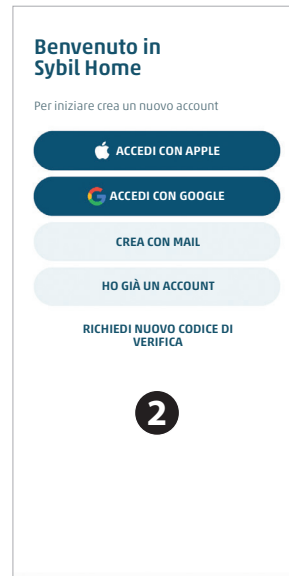 Benvenuto in
Sybil Home
Per iniziare crea un nuovo account
ACCEDI CON APPLE
ACCEDI CON GOOGLE
CREA CON MAIL
HO GIÀ UN ACCOUNT
RICHIEDI NUOVO CODICE DI
VERIFICA
2